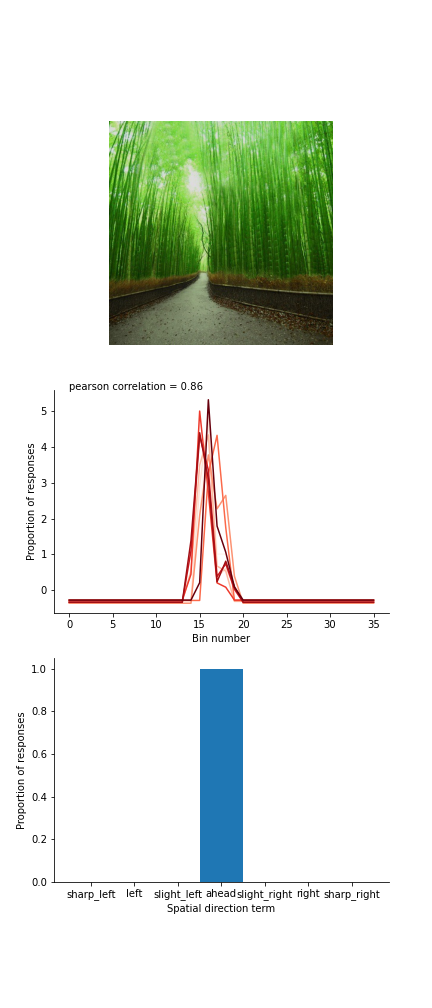 pearson correlation = 0.86
Proportion of responses
5
4
3
2
1
0
0 5 10 15 20 25 30 35
Bin number
Proportion of responses
1.0
0.8
0.6
0.4
0.2
0.0
sharp_left left slight_left ahead slight_right right sharp_right
Spatial direction term